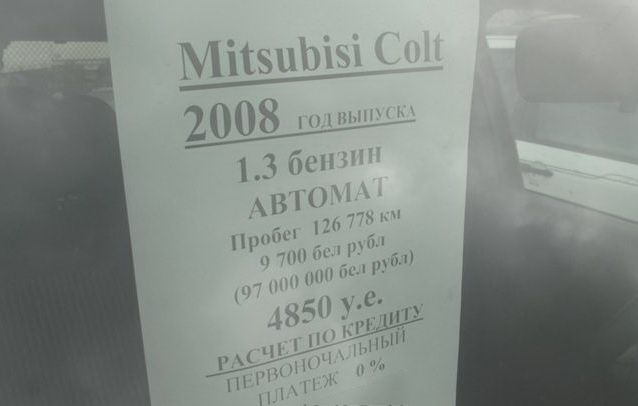 Mitsubisi Colt
2008 ГОД ВЫПУСКА
1.3 бензин
АВТОМАТ
Пробег 126 778 км
9 700 бел рубл
(97 000 000 бел рубл)
4850 у.е.
РАСЧЕТ ПО КРЕДИТУ
ПЕРВОНОЧАЛЬНЫЙ
ПЛАТЕЖ 0 %